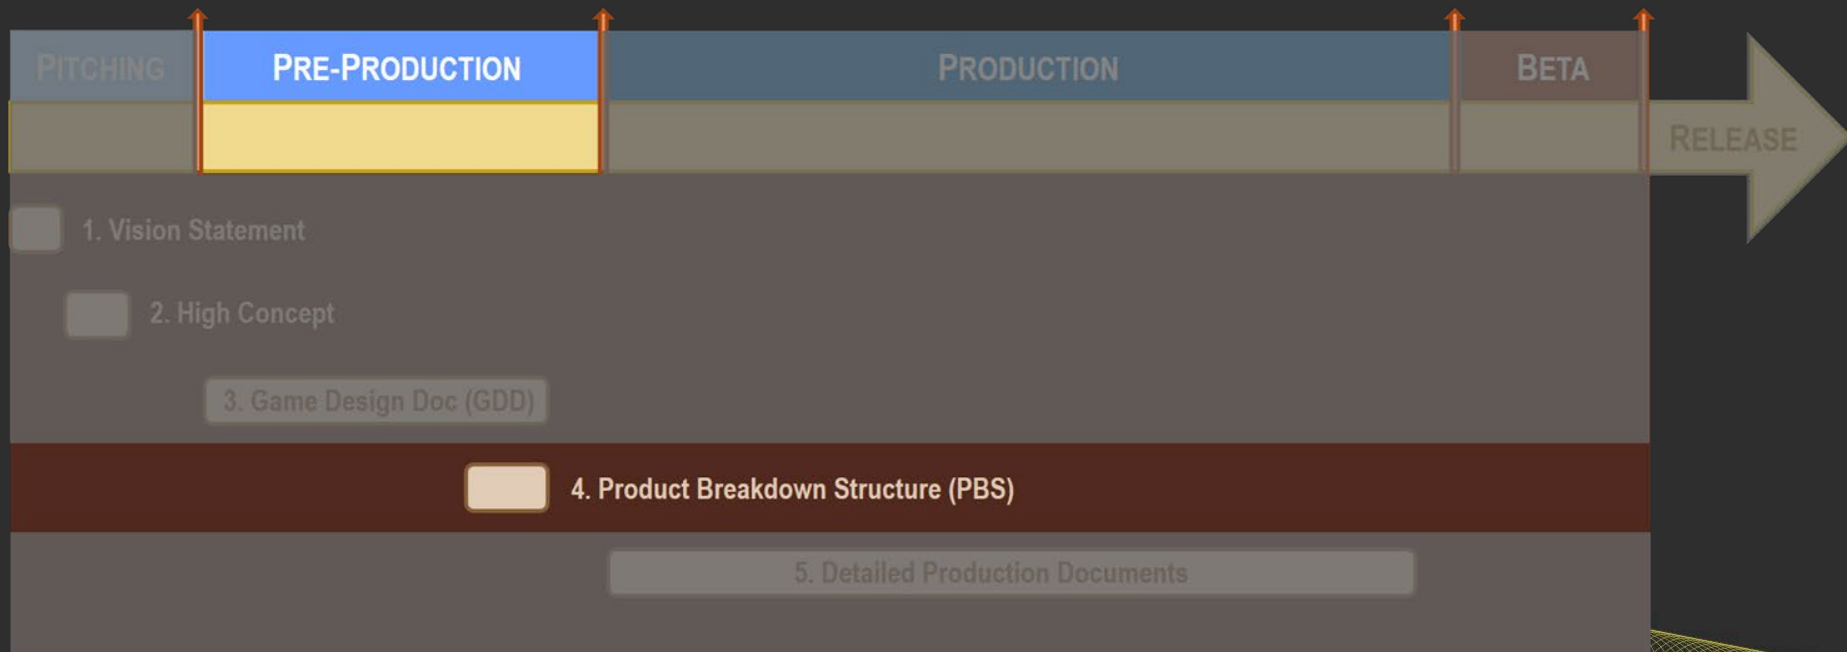 PITCHING
PRE-PRODUCTION
PRODUCTION
BETA
RELEASE
1. Vision Statement
2. High Concept
3. Game Design Doc (GDD)
4. Product Breakdown Structure (PBS)
5. Detailed Production Documents